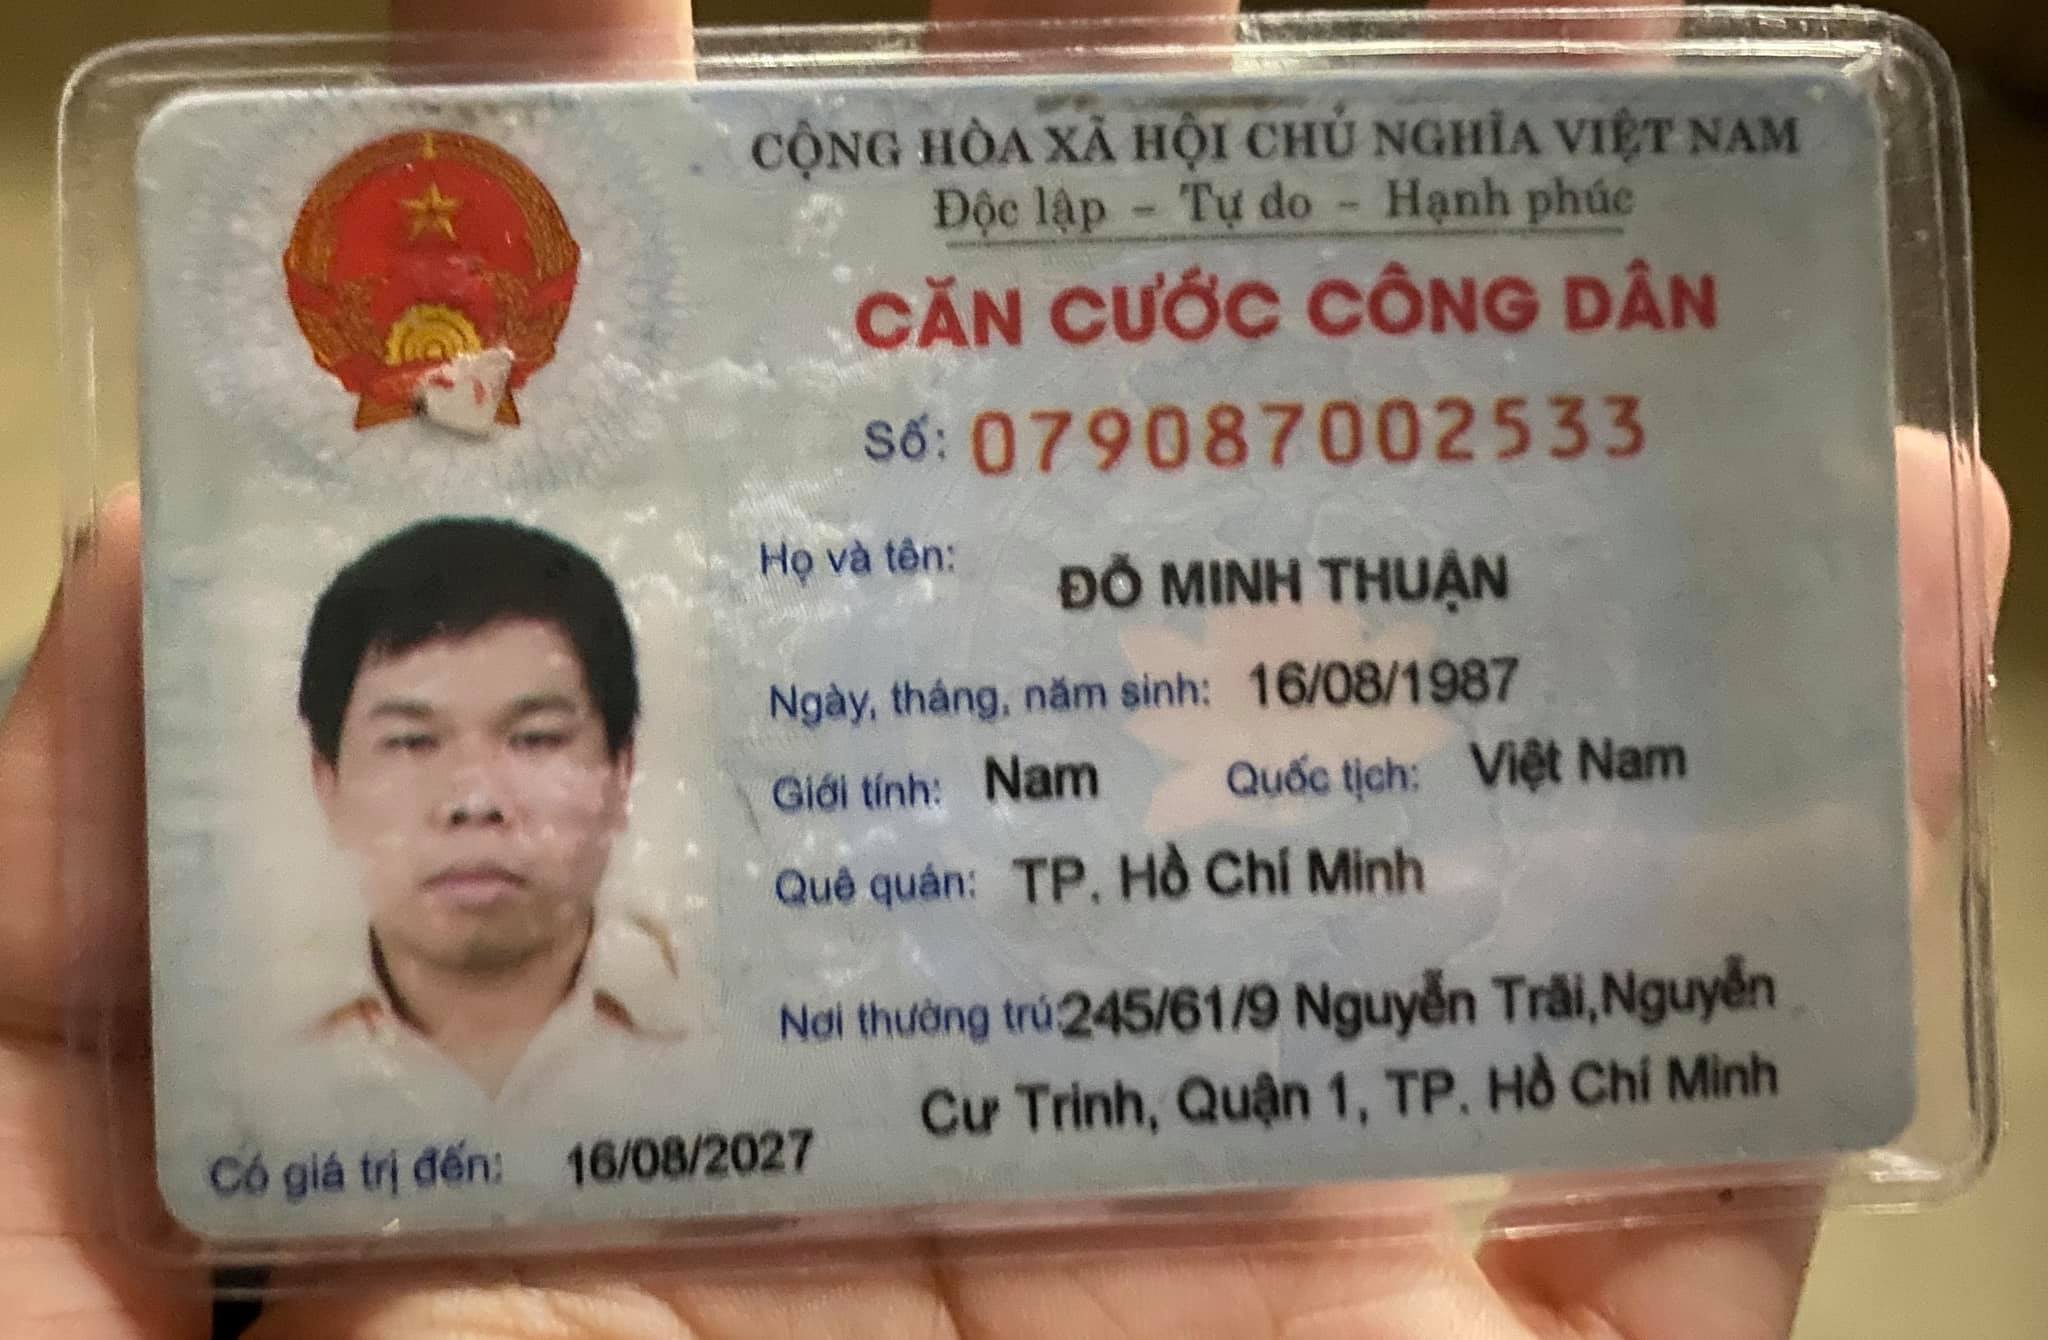 CỘNG HÒA XÃ HỘI CHỦ NGHĨA VIỆT NAM
Độc lập - Tự do - Hạnh phúc
CĂN CƯỚC CÔNG DÂN
Số: 079087002533
Họ và tên: ĐỖ MINH THUẬN
Ngày, tháng, năm sinh: 16/08/1987
Giới tính: Nam Quốc tịch: Việt Nam
Quê quán: TP. Hồ Chí Minh
Nơi thường trú:245/61/9 Nguyễn Trãi,Nguyễn
Cư Trinh, Quận 1, TP. Hồ Chí Minh
Có giá trị đến: 16/08/2027